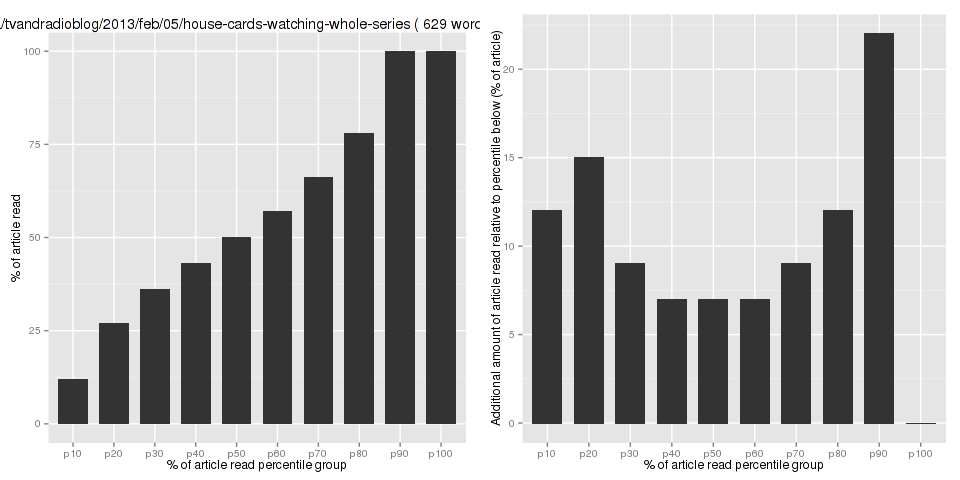 /tvandradioblog/2013/feb/05/house-cards-watching-whole-series ( 629 word
% of article read
100
75
50
25
0
p10 p20 p30 p40 p50 p60 p70 p80 p90 p100
% of article read percentile group
Additional amount of article read relative to percentile below (% of article)
20
15
10
5
0
p10 p20 p30 p40 p50 p60 p70 p80 p90 p100
% of article read percentile group